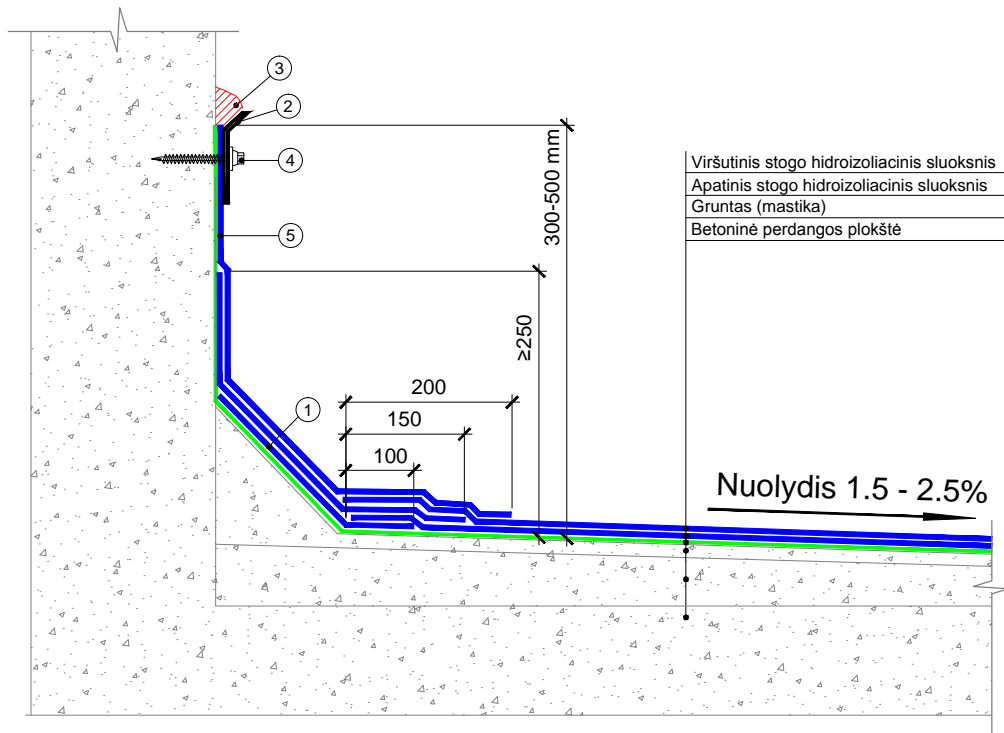 3
2
4
5
1
300-500 mm
≥250
200
150
100
Viršutinis stogo hidroizoliacinis sluoksnis
Apatinis stogo hidroizoliacinis sluoksnis
Gruntas (mastika)
Betoninė perdangos plokštė
Nuolydis 1.5 - 2.5%